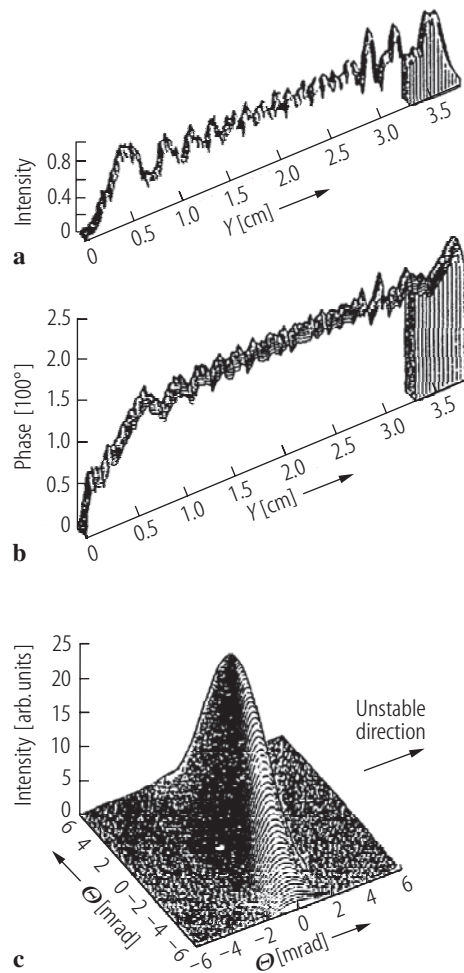 Intensity
0.8
0.4
0
0
0.5
1.0
1.5
2.0
2.5
3.0
3.5
Y [cm]
a
Phase [100°]
2.5
2.0
1.5
1.0
0.5
0
0
0.5
1.0
1.5
2.0
2.5
3.0
3.5
Y [cm]
b
Intensity [arb. units]
25
20
15
10
5
0
Unstable
direction
6 4 2 0 −2 −4 −6
Θ [mrad]
−6 −4 −2 0 2 4 6
Θ [mrad]
c